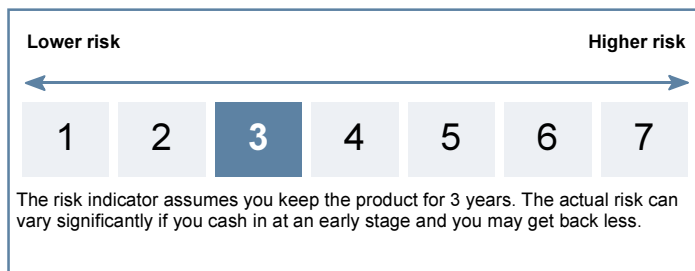 Lower risk Higher risk
1 2 3 4 5 6 7
The risk indicator assumes you keep the product for 3 years. The actual risk can
vary significantly if you cash in at an early stage and you may get back less.